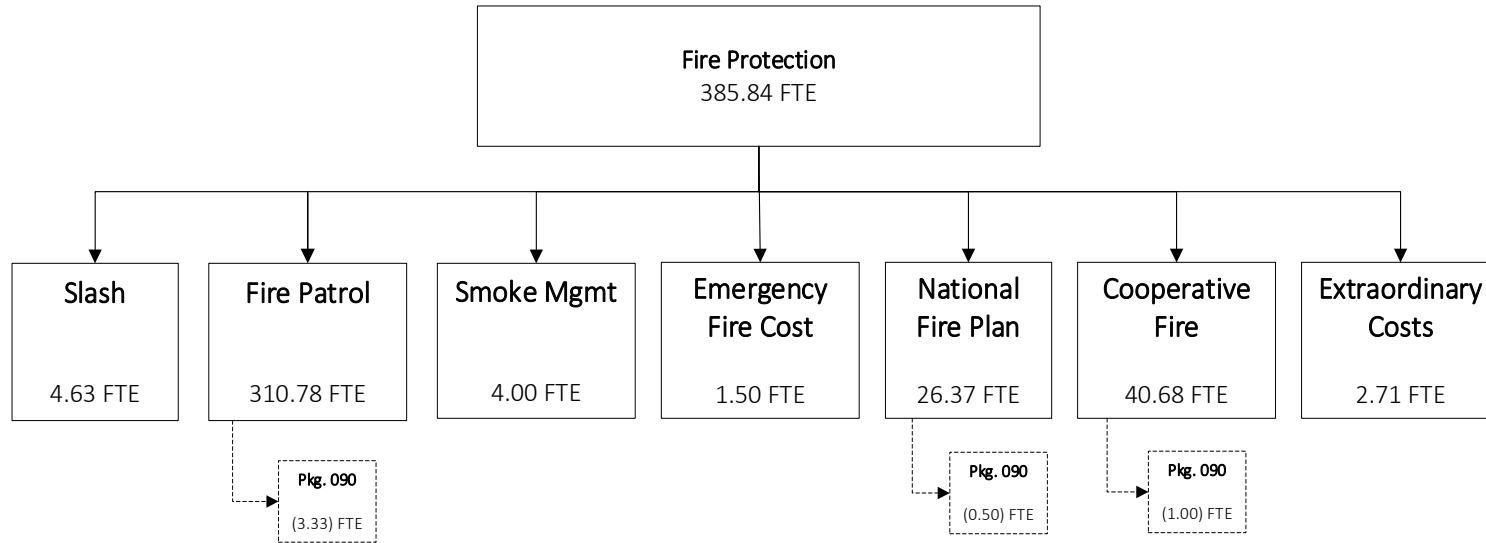 Fire Protection
385.84 FTE
Slash
4.63 FTE
Fire Patrol
310.78 FTE
Smoke Mgmt
4.00 FTE
Emergency
Fire Cost
1.50 FTE
National
Fire Plan
26.37 FTE
Cooperative
Fire
40.68 FTE
Extraordinary
Costs
2.71 FTE
Pkg. 090
(3.33) FTE
Pkg. 090
(0.50) FTE
Pkg. 090
(1.00) FTE